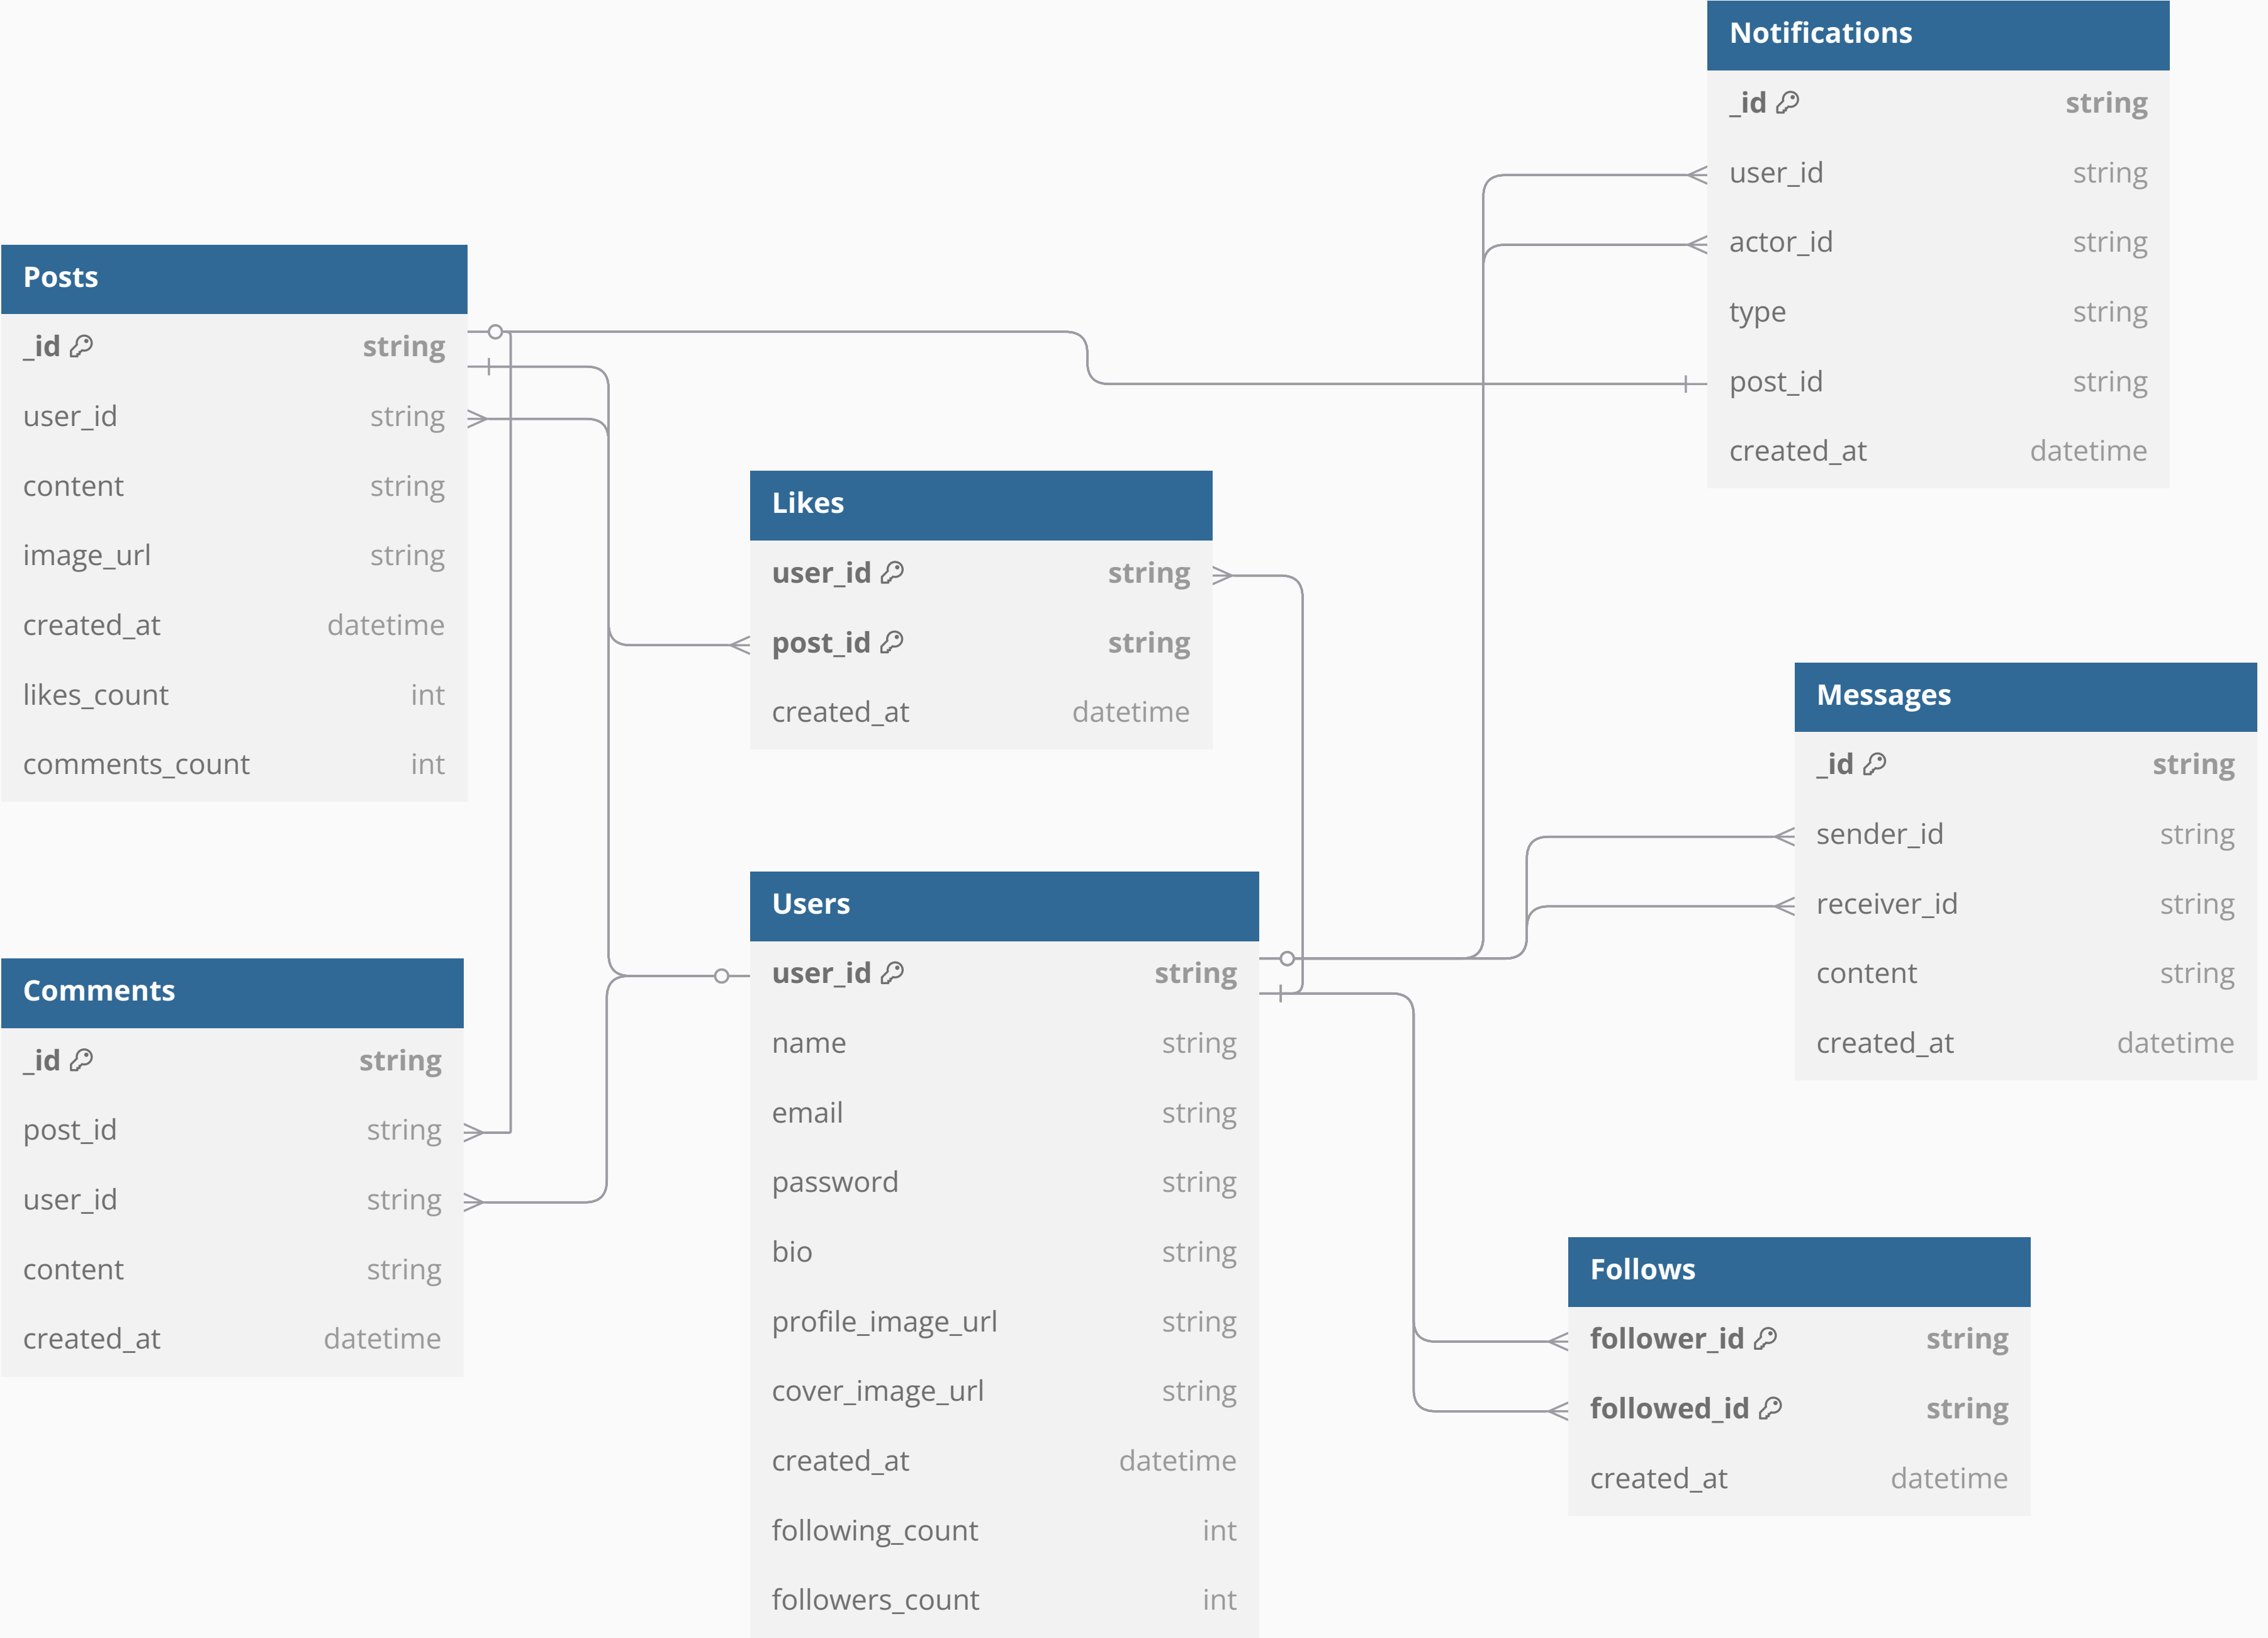 Notifications
_id string
user_id string
actor_id string
type string
post_id string
created_at datetime
Posts
_id string
user_id string
content string
image_url string
created_at datetime
likes_count int
comments_count int
Likes
user_id string
post_id string
created_at datetime
Messages
_id string
sender_id string
receiver_id string
content string
created_at datetime
Users
user_id string
name string
email string
password string
bio string
profile_image_url string
cover_image_url string
created_at datetime
following_count int
followers_count int
Comments
_id string
post_id string
user_id string
content string
created_at datetime
Follows
follower_id string
followed_id string
created_at datetime